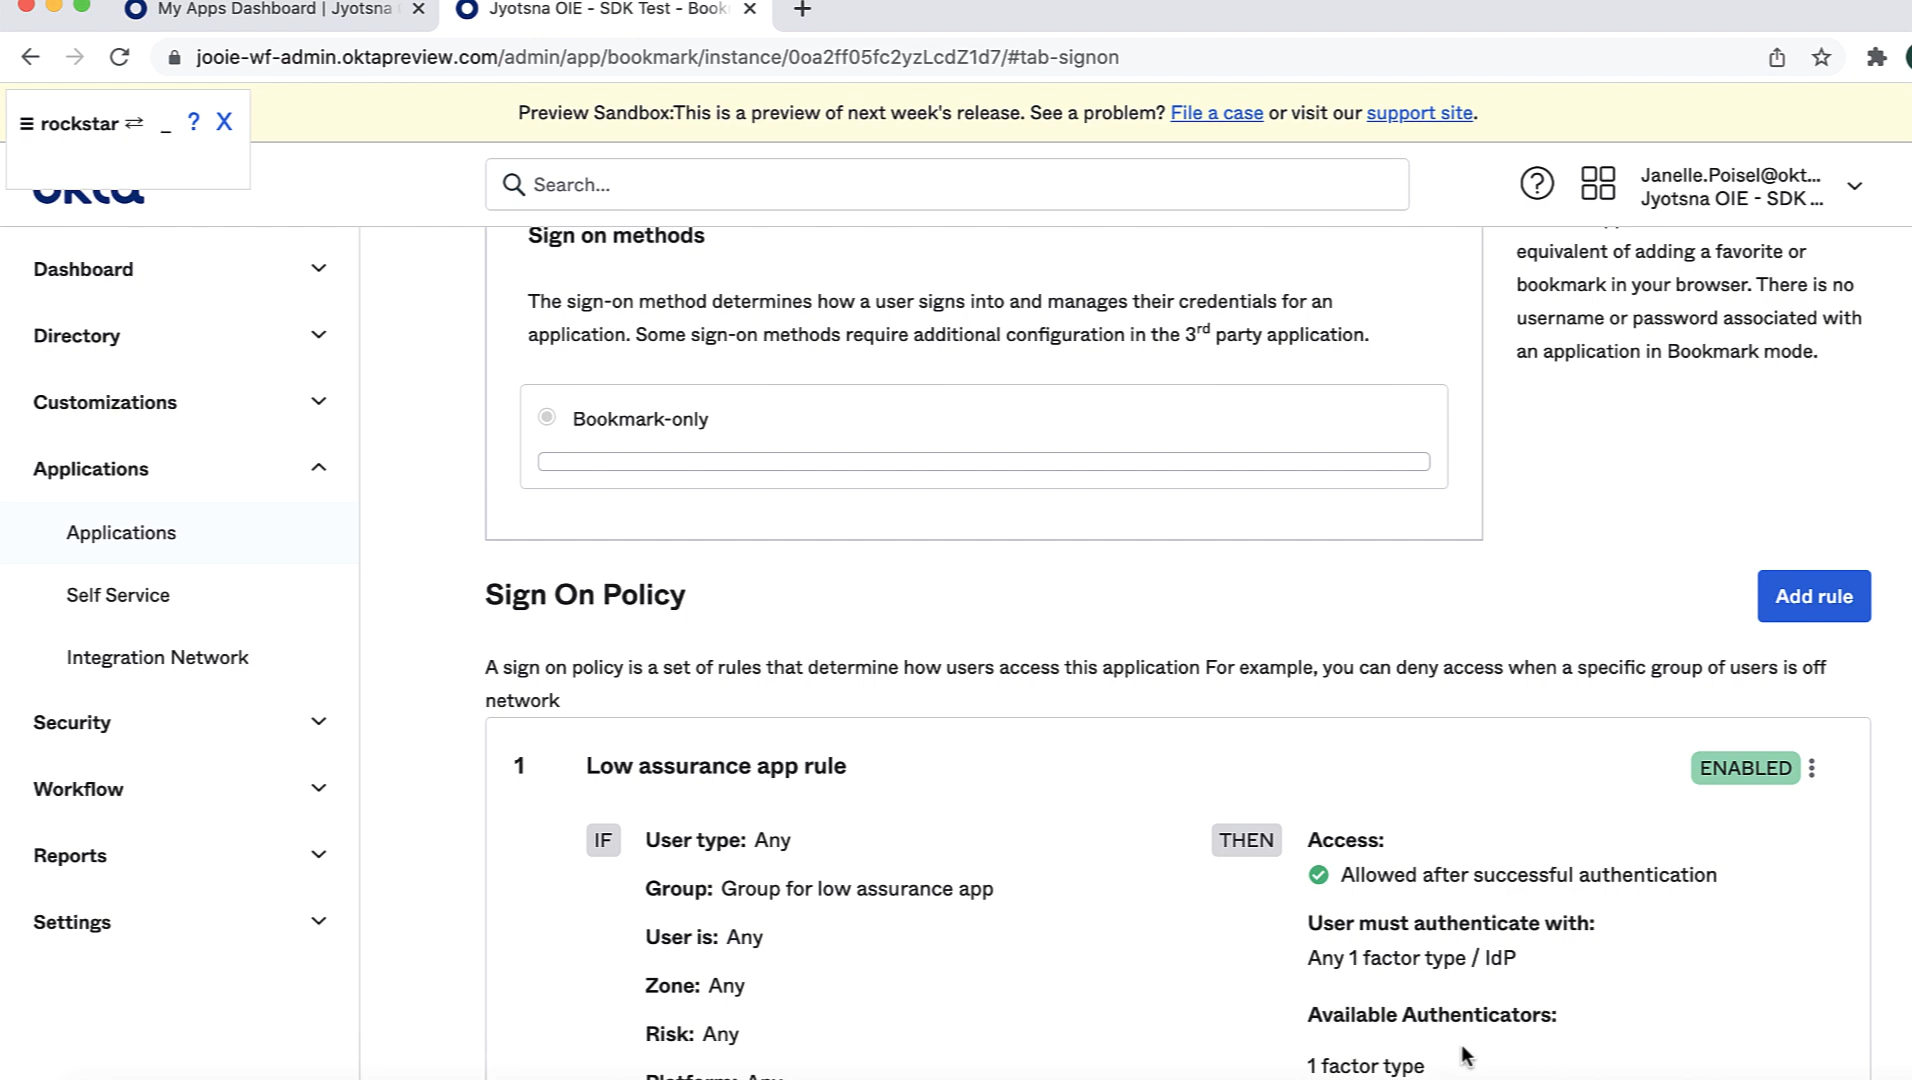 My Apps Dashboard | Jyotsna
Jyotsna OIE - SDK Test - Book
jooie-wf-admin.oktapreview.com/admin/app/bookmark/instance/0oa2ff05fc2yzLcdZ1d7/#tab-signon
rockstar ⇄ _ ? X
Preview Sandbox:This is a preview of next week's release. See a problem? File a case or visit our support site.
okta
Search...
Janelle.Poisel@okt...
Jyotsna OIE - SDK ...
Dashboard
Directory
Customizations
Applications
Applications
Self Service
Integration Network
Security
Workflow
Reports
Settings
Sign on methods
The sign-on method determines how a user signs into and manages their credentials for an
application. Some sign-on methods require additional configuration in the 3rd party application.
Bookmark-only
equivalent of adding a favorite or
bookmark in your browser. There is no
username or password associated with
an application in Bookmark mode.
Sign On Policy
Add rule
A sign on policy is a set of rules that determine how users access this application For example, you can deny access when a specific group of users is off
network
1 Low assurance app rule
ENABLED
IF
User type: Any
Group: Group for low assurance app
User is: Any
Zone: Any
Risk: Any
Platform: Any
THEN
Access:
Allowed after successful authentication
User must authenticate with:
Any 1 factor type / IdP
Available Authenticators:
1 factor type